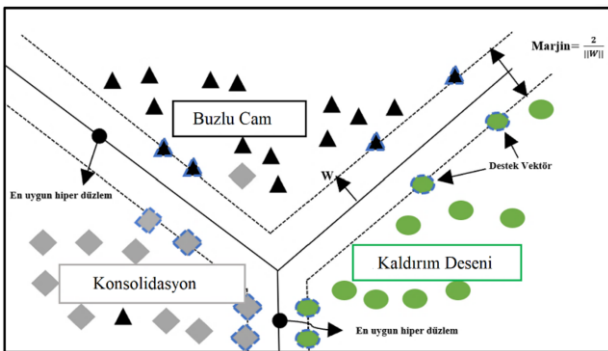 Marjin= 2/||W||
Buzlu Cam
Destek Vektör
W
En uygun hiper düzlem
Kaldırım Deseni
Konsolidasyon
En uygun hiper düzlem